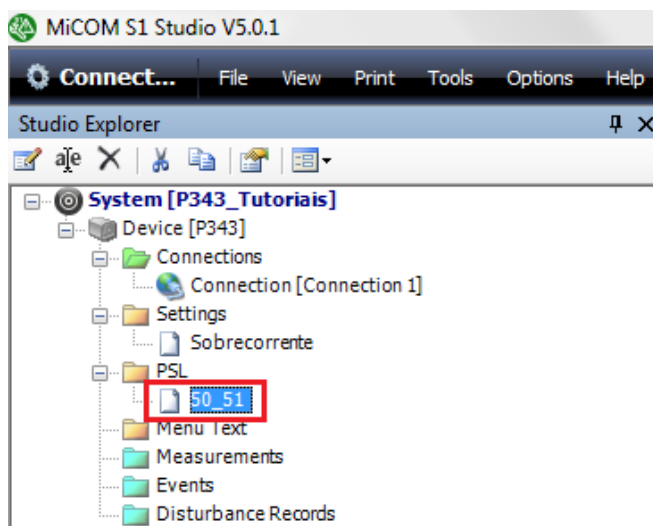 MiCOM S1 Studio V5.0.1
Connect... File View Print Tools Options Help
Studio Explorer
System [P343_Tutoriais]
Device [P343]
Connections
Connection [Connection 1]
Settings
Sobrecorrente
PSL
50_51
Menu Text
Measurements
Events
Disturbance Records